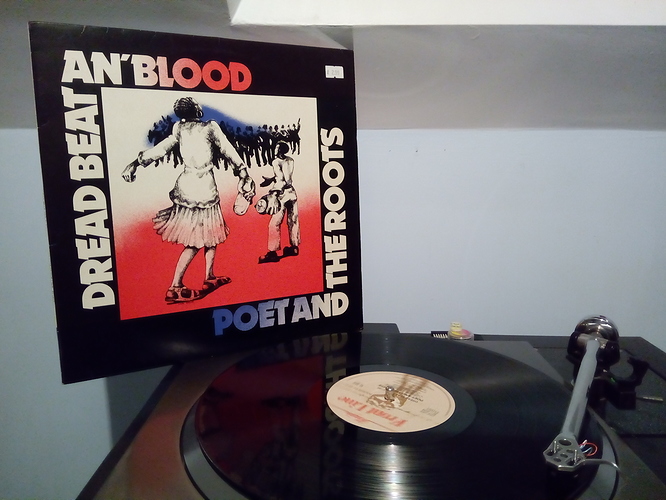 DREAD BEAT
AN' BLOOD
POET AND
THE ROOTS
Front Line